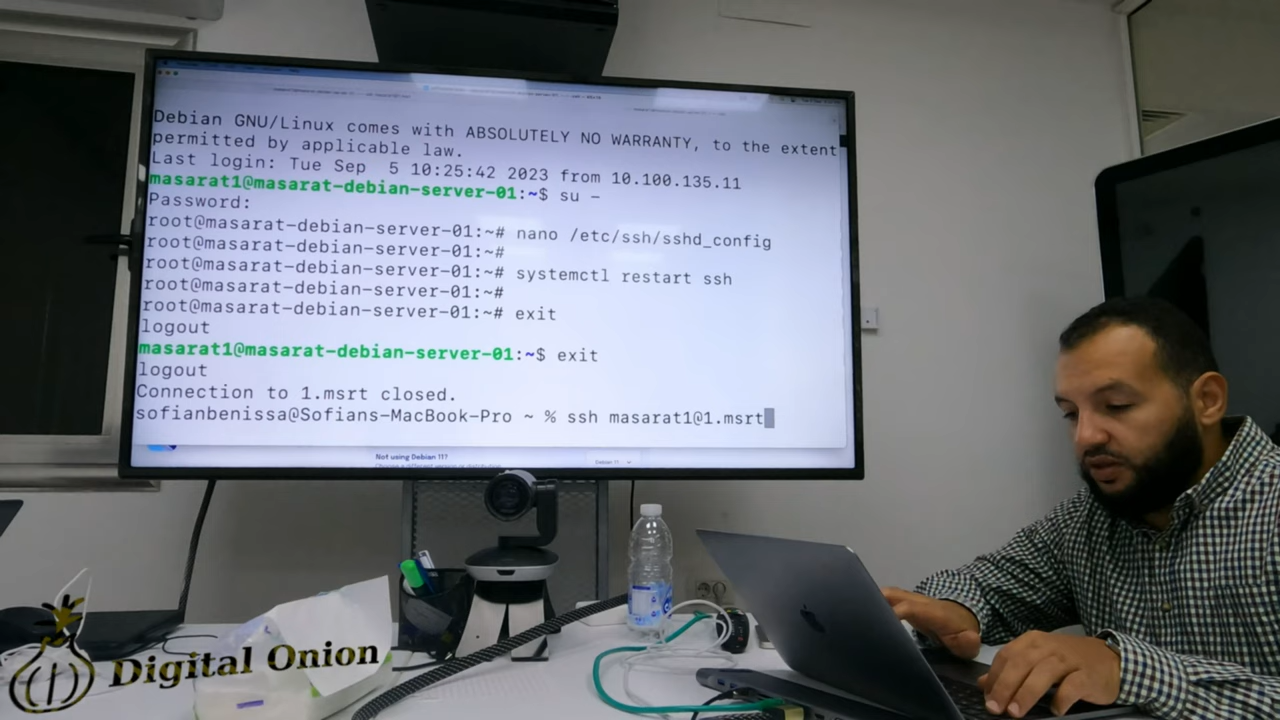 Debian GNU/Linux comes with ABSOLUTELY NO WARRANTY, to the extent
permitted by applicable law.
Last login: Tue Sep  5 10:25:42 2023 from 10.100.135.11
masarat1@masarat-debian-server-01:~$ su -
Password:
root@masarat-debian-server-01:~# nano /etc/ssh/sshd_config
root@masarat-debian-server-01:~#
root@masarat-debian-server-01:~# systemctl restart ssh
root@masarat-debian-server-01:~#
root@masarat-debian-server-01:~# exit
logout
masarat1@masarat-debian-server-01:~$ exit
logout
Connection to 1.msrt closed.
sofianbenissa@Sofians-MacBook-Pro ~ % ssh masarat1@1.msrt
Not using Debian 11?
Debian 11
Digital Onion